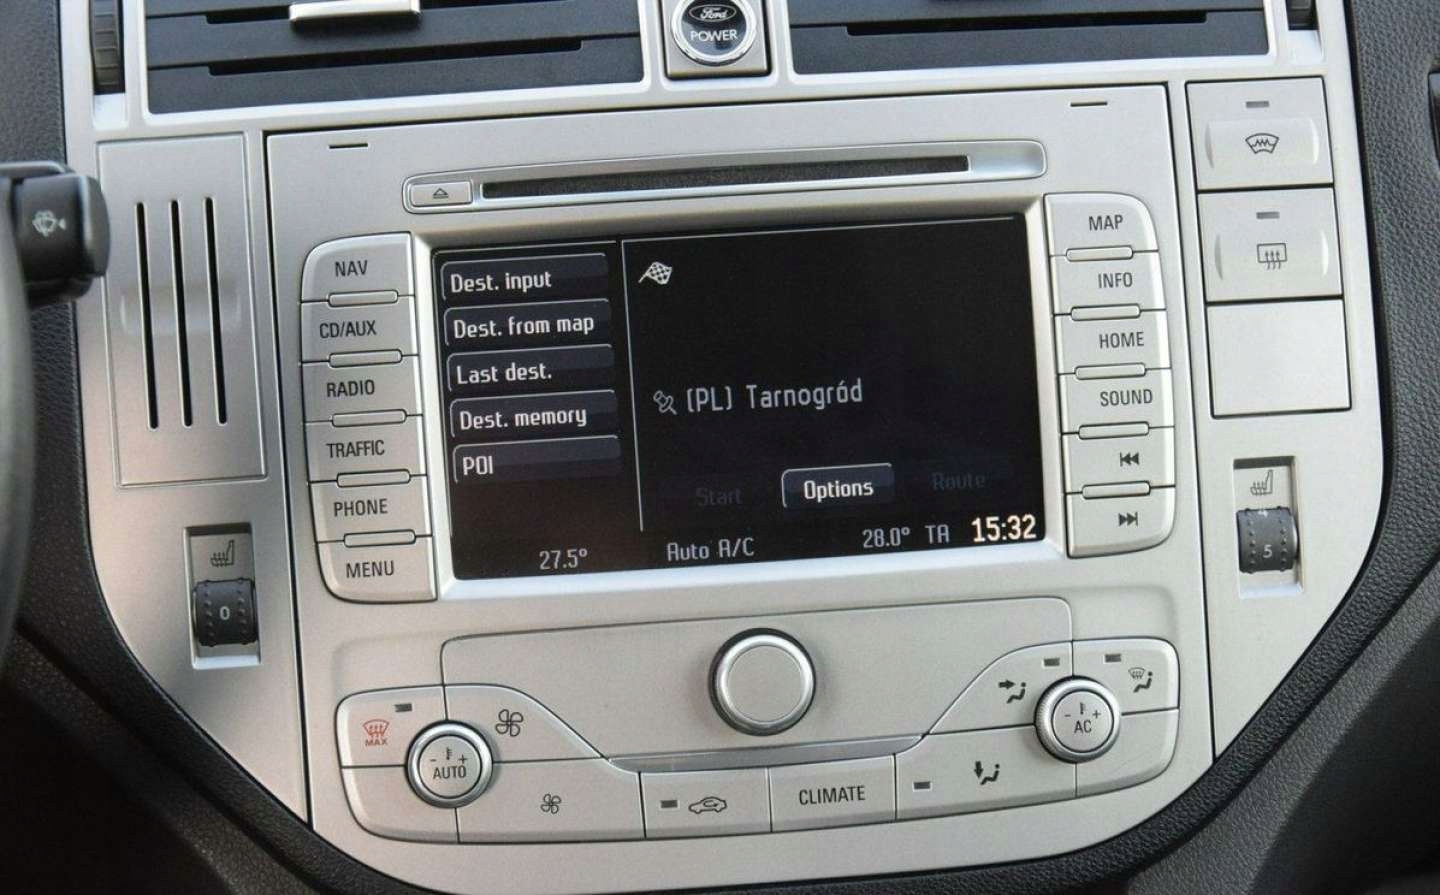 Ford
POWER
NAV
CD/AUX
RADIO
TRAFFIC
PHONE
MENU
Dest. input
Dest. from map
Last dest.
Dest. memory
POI
(PL) Tarnogród
Start
Options
Route
27.5°
Auto A/C
28.0°
TA
15:32
MAP
INFO
HOME
SOUND
0
5
MAX
- +
AUTO
CLIMATE
- +
AC